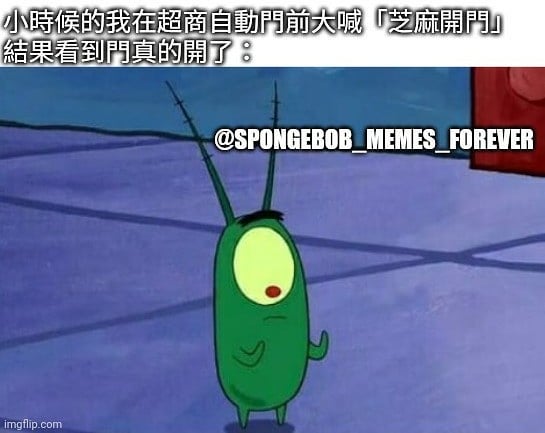 小時候的我在超商自動門前大喊「芝麻開門」
結果看到門真的開了：
@SPONGEBOB_MEMES_FOREVER
imgflip.com